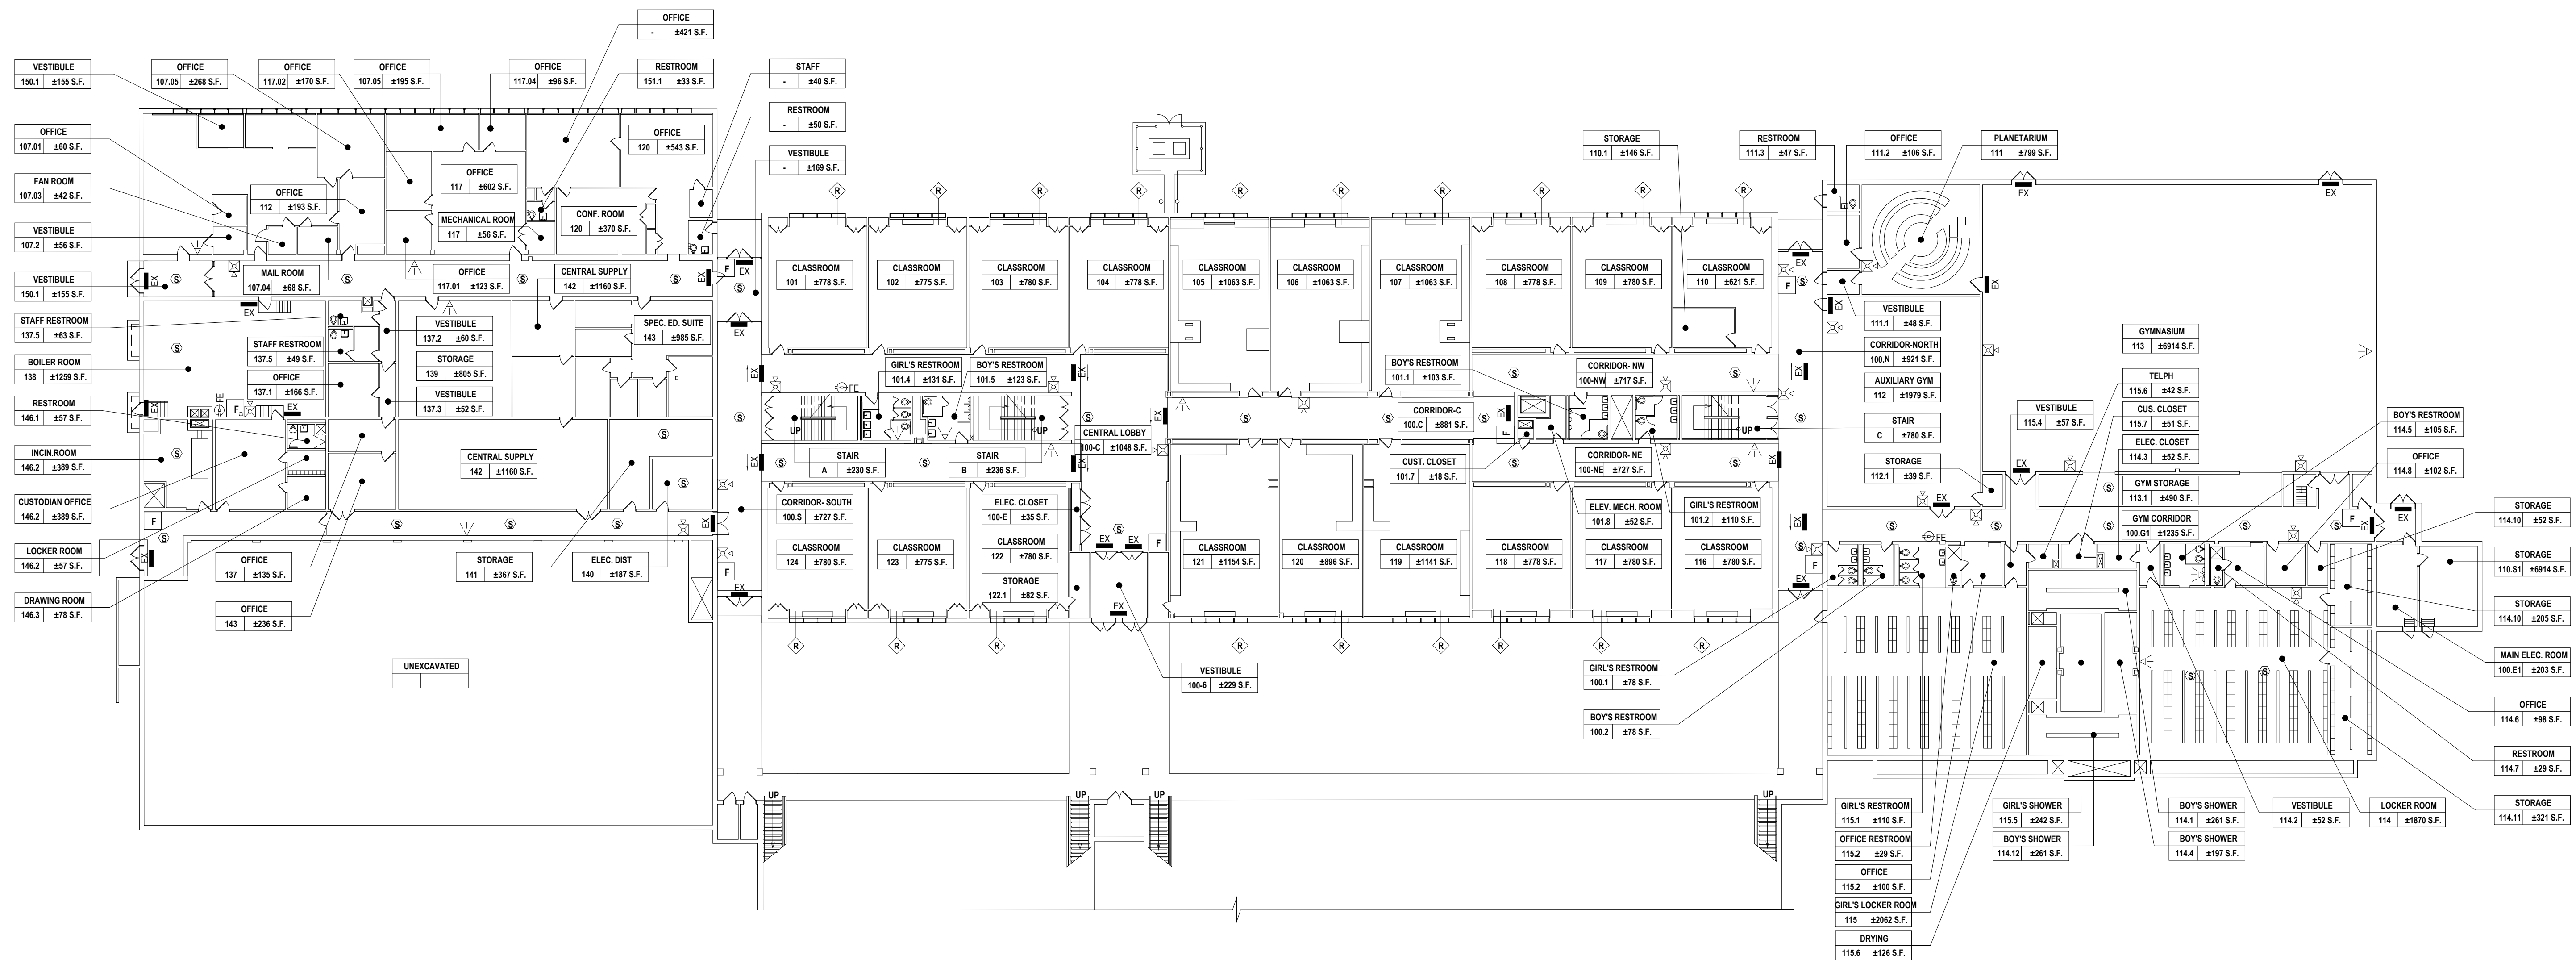 OFFICE
- ±421 S.F.
VESTIBULE
150.1 ±155 S.F.
OFFICE
107.05 ±268 S.F.
OFFICE
117.02 ±170 S.F.
OFFICE
107.05 ±195 S.F.
OFFICE
117.04 ±96 S.F.
RESTROOM
151.1 ±33 S.F.
STAFF
- ±40 S.F.
RESTROOM
- ±50 S.F.
VESTIBULE
- ±169 S.F.
OFFICE
107.01 ±60 S.F.
OFFICE
120 ±543 S.F.
FAN ROOM
107.03 ±42 S.F.
OFFICE
112 ±193 S.F.
OFFICE
117 ±602 S.F.
MECHANICAL ROOM
117 ±56 S.F.
CONF. ROOM
120 ±370 S.F.
VESTIBULE
107.2 ±56 S.F.
VESTIBULE
150.1 ±155 S.F.
MAIL ROOM
107.04 ±68 S.F.
OFFICE
117.01 ±123 S.F.
CENTRAL SUPPLY
142 ±1160 S.F.
STAFF RESTROOM
137.5 ±63 S.F.
STAFF RESTROOM
137.5 ±49 S.F.
VESTIBULE
137.2 ±60 S.F.
SPEC. ED. SUITE
143 ±985 S.F.
BOILER ROOM
138 ±1259 S.F.
OFFICE
137.1 ±166 S.F.
STORAGE
139 ±805 S.F.
VESTIBULE
137.3 ±52 S.F.
RESTROOM
146.1 ±57 S.F.
INCIN.ROOM
146.2 ±389 S.F.
CENTRAL SUPPLY
142 ±1160 S.F.
CUSTODIAN OFFICE
146.2 ±389 S.F.
LOCKER ROOM
146.2 ±57 S.F.
DRAWING ROOM
146.3 ±78 S.F.
OFFICE
137 ±135 S.F.
OFFICE
143 ±236 S.F.
STORAGE
141 ±367 S.F.
ELEC. DIST
140 ±187 S.F.
UNEXCAVATED
CLASSROOM
101 ±778 S.F.
CLASSROOM
102 ±775 S.F.
CLASSROOM
103 ±780 S.F.
CLASSROOM
104 ±778 S.F.
CLASSROOM
105 ±1063 S.F.
CLASSROOM
106 ±1063 S.F.
CLASSROOM
107 ±1063 S.F.
CLASSROOM
108 ±778 S.F.
CLASSROOM
109 ±780 S.F.
CLASSROOM
110 ±621 S.F.
STORAGE
110.1 ±146 S.F.
GIRL'S RESTROOM
101.4 ±131 S.F.
BOY'S RESTROOM
101.5 ±123 S.F.
BOY'S RESTROOM
101.1 ±103 S.F.
CORRIDOR- NW
100-NW ±717 S.F.
CORRIDOR-C
100.C ±881 S.F.
CENTRAL LOBBY
100-C ±1048 S.F.
UP
UP
UP
STAIR
A ±230 S.F.
STAIR
B ±236 S.F.
CUST. CLOSET
101.7 ±18 S.F.
CORRIDOR- NE
100-NE ±727 S.F.
CORRIDOR- SOUTH
100.S ±727 S.F.
ELEC. CLOSET
100-E ±35 S.F.
ELEV. MECH. ROOM
101.8 ±52 S.F.
GIRL'S RESTROOM
101.2 ±110 S.F.
CLASSROOM
124 ±780 S.F.
CLASSROOM
123 ±775 S.F.
CLASSROOM
122 ±780 S.F.
STORAGE
122.1 ±82 S.F.
CLASSROOM
121 ±1154 S.F.
CLASSROOM
120 ±896 S.F.
CLASSROOM
119 ±1141 S.F.
CLASSROOM
118 ±778 S.F.
CLASSROOM
117 ±780 S.F.
CLASSROOM
116 ±780 S.F.
VESTIBULE
100-6 ±229 S.F.
GIRL'S RESTROOM
100.1 ±78 S.F.
BOY'S RESTROOM
100.2 ±78 S.F.
UP
UP
UP
UP
RESTROOM
111.3 ±47 S.F.
OFFICE
111.2 ±106 S.F.
PLANETARIUM
111 ±799 S.F.
VESTIBULE
111.1 ±48 S.F.
CORRIDOR-NORTH
100.N ±921 S.F.
AUXILIARY GYM
112 ±1979 S.F.
STAIR
C ±780 S.F.
STORAGE
112.1 ±39 S.F.
GYMNASIUM
113 ±6914 S.F.
TELPH
115.6 ±42 S.F.
VESTIBULE
115.4 ±57 S.F.
CUS. CLOSET
115.7 ±51 S.F.
ELEC. CLOSET
114.3 ±52 S.F.
GYM STORAGE
113.1 ±490 S.F.
GYM CORRIDOR
100.G1 ±1235 S.F.
BOY'S RESTROOM
114.5 ±105 S.F.
OFFICE
114.8 ±102 S.F.
STORAGE
114.10 ±52 S.F.
STORAGE
110.S1 ±6914 S.F.
STORAGE
114.10 ±205 S.F.
MAIN ELEC. ROOM
100.E1 ±203 S.F.
OFFICE
114.6 ±98 S.F.
RESTROOM
114.7 ±29 S.F.
STORAGE
114.11 ±321 S.F.
GIRL'S RESTROOM
115.1 ±110 S.F.
OFFICE RESTROOM
115.2 ±29 S.F.
OFFICE
115.2 ±100 S.F.
GIRL'S LOCKER ROOM
115 ±2062 S.F.
DRYING
115.6 ±126 S.F.
GIRL'S SHOWER
115.5 ±242 S.F.
BOY'S SHOWER
114.12 ±261 S.F.
BOY'S SHOWER
114.1 ±261 S.F.
BOY'S SHOWER
114.4 ±197 S.F.
VESTIBULE
114.2 ±52 S.F.
LOCKER ROOM
114 ±1870 S.F.